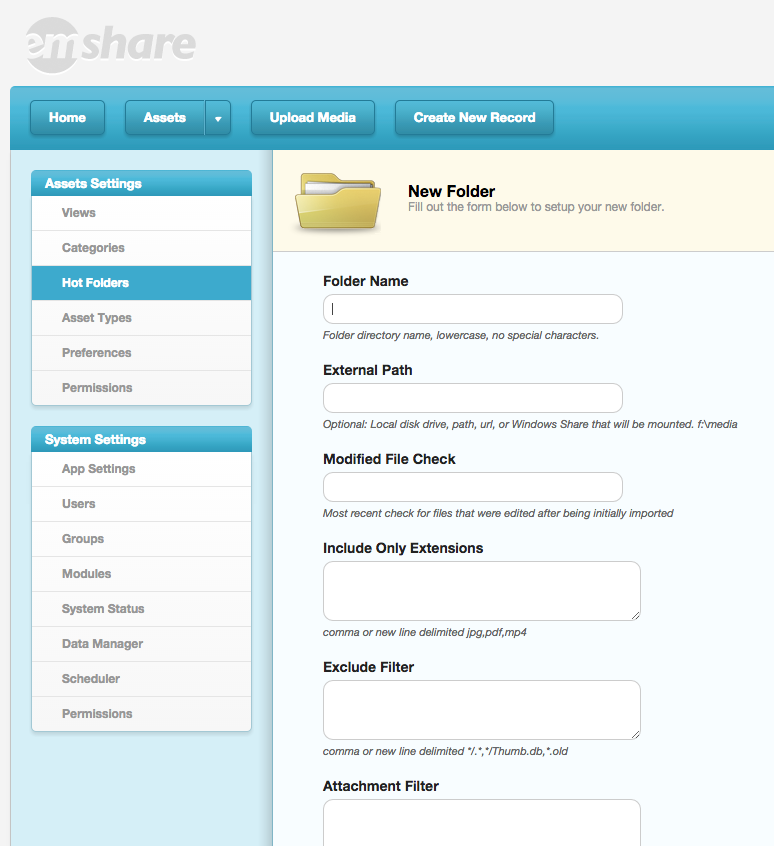 emshare
Home
Assets
Upload Media
Create New Record
Assets Settings
Views
Categories
Hot Folders
Asset Types
Preferences
Permissions
System Settings
App Settings
Users
Groups
Modules
System Status
Data Manager
Scheduler
Permissions
New Folder
Fill out the form below to setup your new folder.
Folder Name
Folder directory name, lowercase, no special characters.
External Path
Optional: Local disk drive, path, url, or Windows Share that will be mounted. f:\media
Modified File Check
Most recent check for files that were edited after being initially imported
Include Only Extensions
comma or new line delimited jpg,pdf,mp4
Exclude Filter
comma or new line delimited */.*,*/Thumb.db,*.old
Attachment Filter